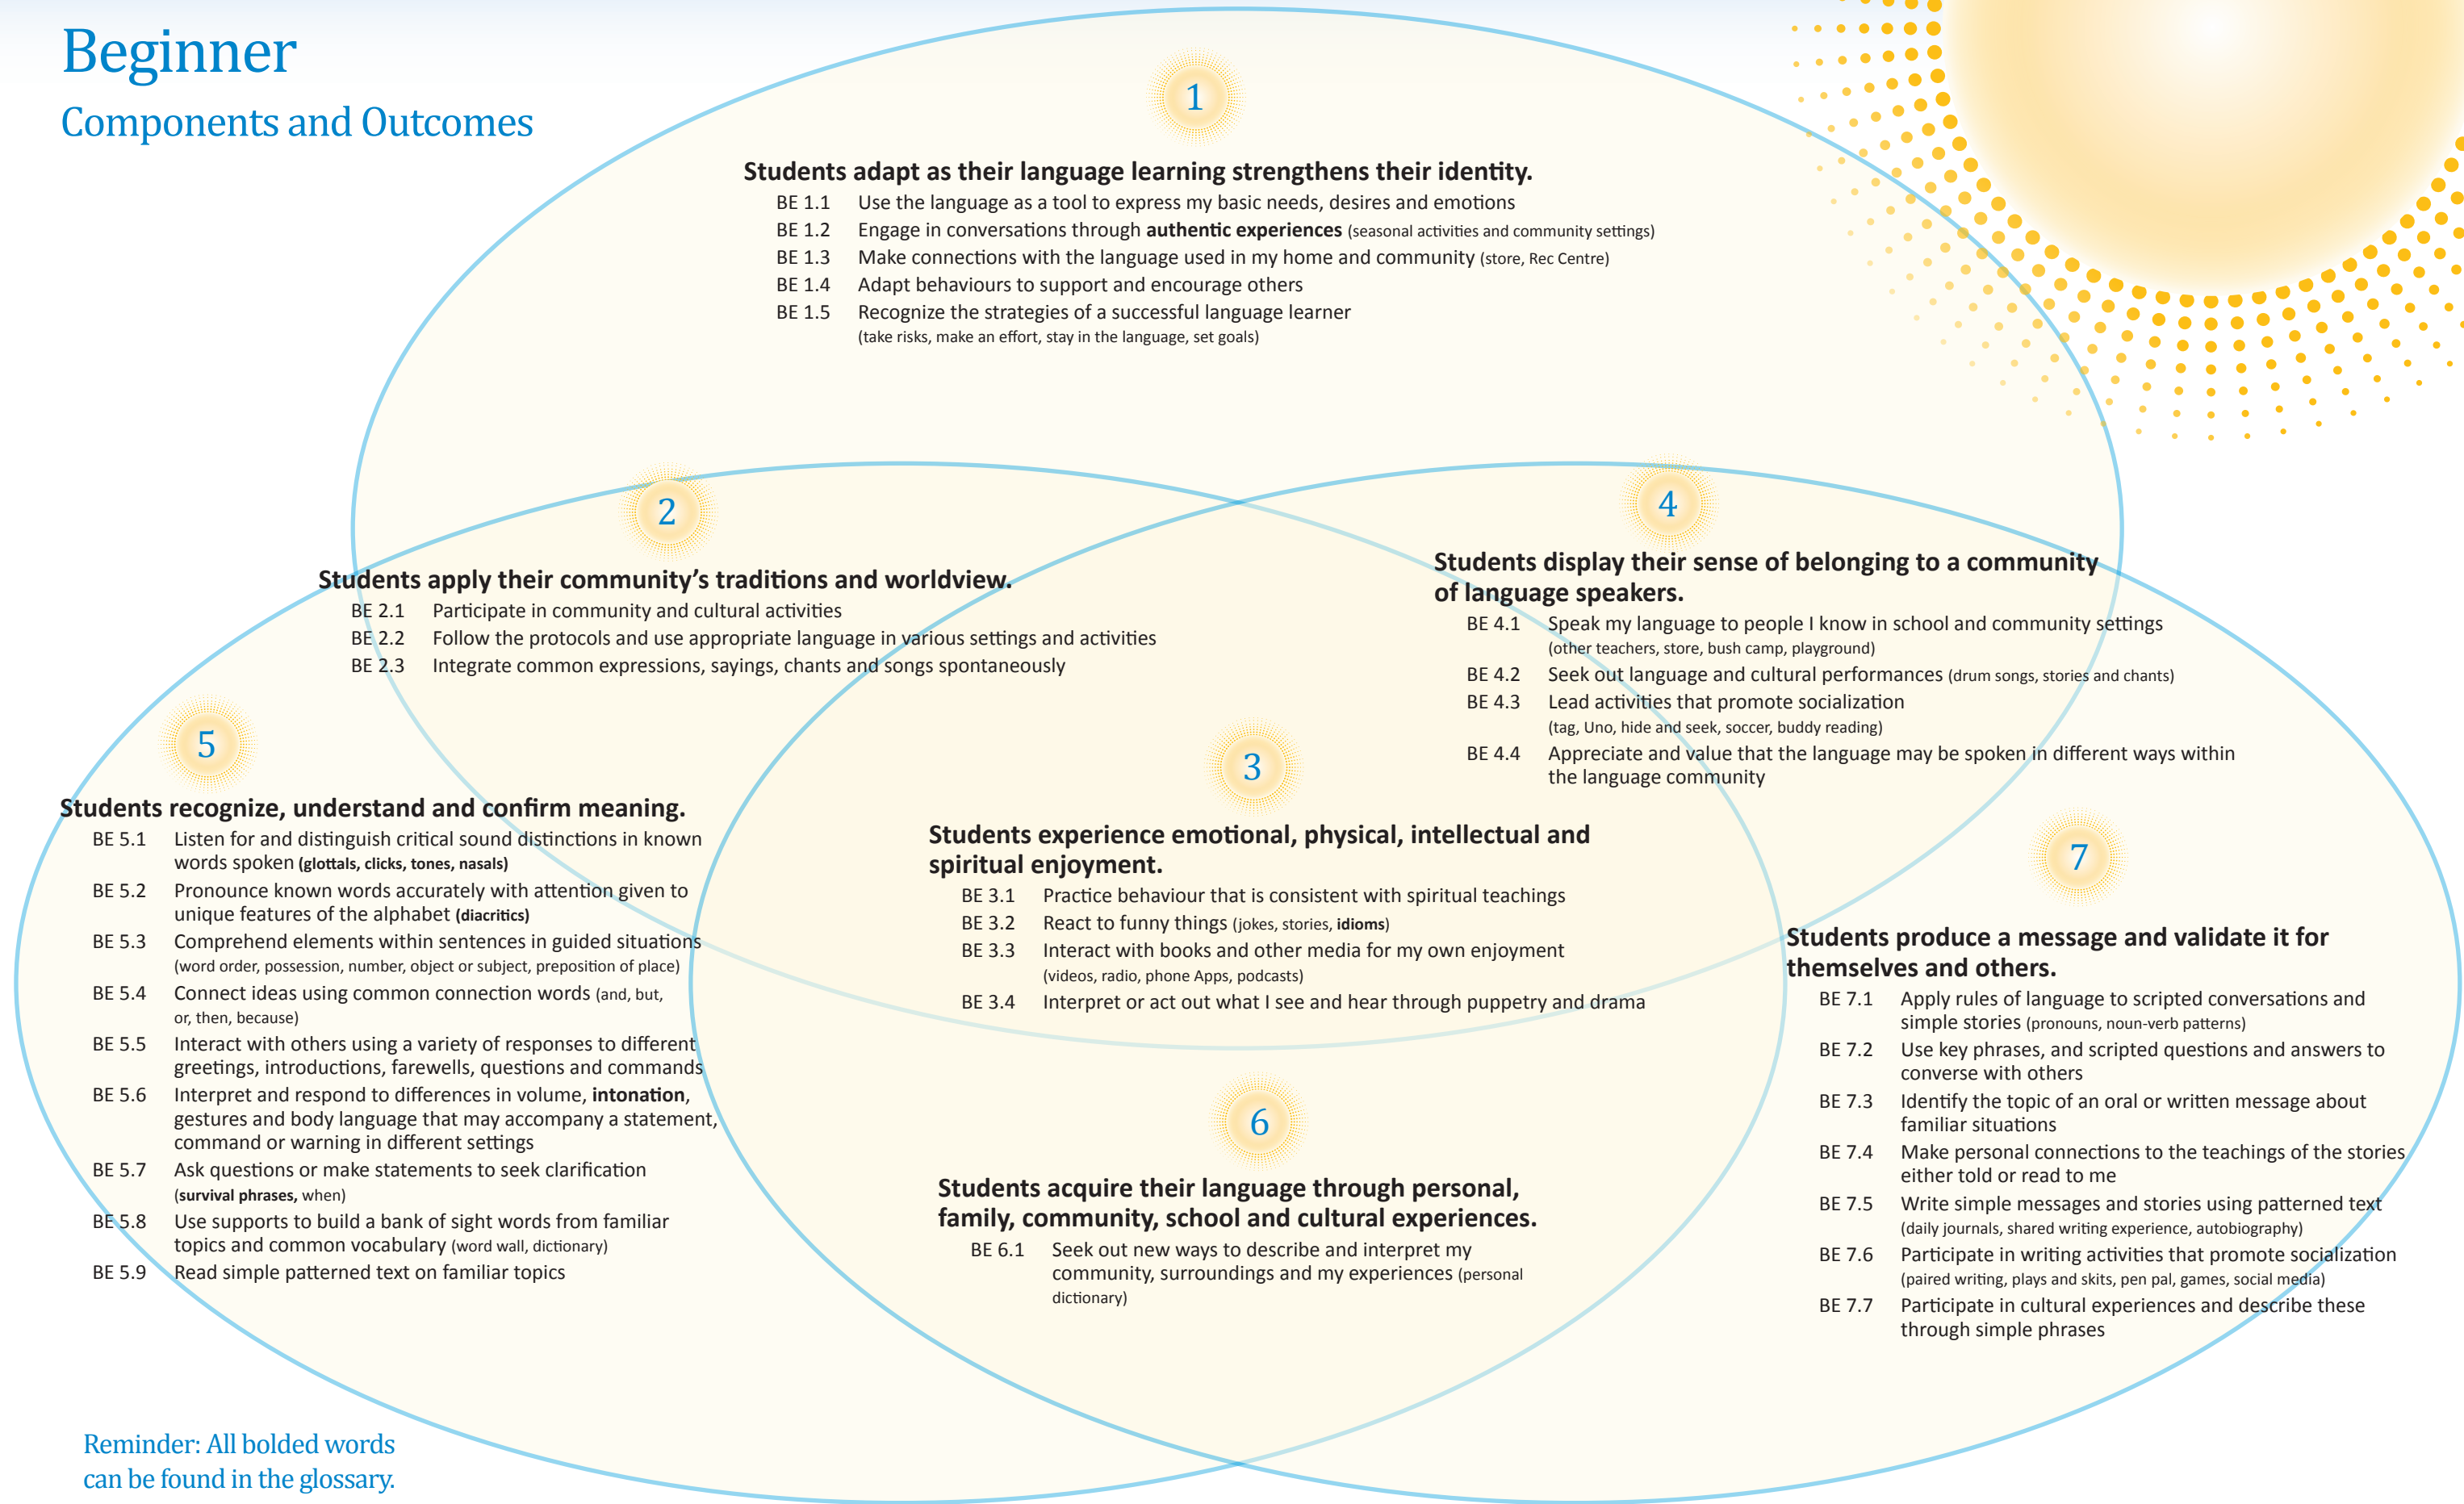 Beginner
Components and Outcomes
1
Students adapt as their language learning strengthens their identity.
BE 1.1 Use the language as a tool to express my basic needs, desires and emotions
BE 1.2 Engage in conversations through authentic experiences (seasonal activities and community settings)
BE 1.3 Make connections with the language used in my home and community (store, Rec Centre)
BE 1.4 Adapt behaviours to support and encourage others
BE 1.5 Recognize the strategies of a successful language learner
(take risks, make an effort, stay in the language, set goals)
2
Students apply their community's traditions and worldview.
BE 2.1 Participate in community and cultural activities
BE 2.2 Follow the protocols and use appropriate language in various settings and activities
BE 2.3 Integrate common expressions, sayings, chants and songs spontaneously
3
Students experience emotional, physical, intellectual and
spiritual enjoyment.
BE 3.1 Practice behaviour that is consistent with spiritual teachings
BE 3.2 React to funny things (jokes, stories, idioms)
BE 3.3 Interact with books and other media for my own enjoyment
(videos, radio, phone Apps, podcasts)
BE 3.4 Interpret or act out what I see and hear through puppetry and drama
4
Students display their sense of belonging to a community
of language speakers.
BE 4.1 Speak my language to people I know in school and community settings
(other teachers, store, bush camp, playground)
BE 4.2 Seek out language and cultural performances (drum songs, stories and chants)
BE 4.3 Lead activities that promote socialization
(tag, Uno, hide and seek, soccer, buddy reading)
BE 4.4 Appreciate and value that the language may be spoken in different ways within
the language community
5
Students recognize, understand and confirm meaning.
BE 5.1 Listen for and distinguish critical sound distinctions in known
words spoken (glottals, clicks, tones, nasals)
BE 5.2 Pronounce known words accurately with attention given to
unique features of the alphabet (diacritics)
BE 5.3 Comprehend elements within sentences in guided situations
(word order, possession, number, object or subject, preposition of place)
BE 5.4 Connect ideas using common connection words (and, but,
or, then, because)
BE 5.5 Interact with others using a variety of responses to different
greetings, introductions, farewells, questions and commands
BE 5.6 Interpret and respond to differences in volume, intonation,
gestures and body language that may accompany a statement,
command or warning in different settings
BE 5.7 Ask questions or make statements to seek clarification
(survival phrases, when)
BE 5.8 Use supports to build a bank of sight words from familiar
topics and common vocabulary (word wall, dictionary)
BE 5.9 Read simple patterned text on familiar topics
6
Students acquire their language through personal,
family, community, school and cultural experiences.
BE 6.1 Seek out new ways to describe and interpret my
community, surroundings and my experiences (personal
dictionary)
7
Students produce a message and validate it for
themselves and others.
BE 7.1 Apply rules of language to scripted conversations and
simple stories (pronouns, noun-verb patterns)
BE 7.2 Use key phrases, and scripted questions and answers to
converse with others
BE 7.3 Identify the topic of an oral or written message about
familiar situations
BE 7.4 Make personal connections to the teachings of the stories
either told or read to me
BE 7.5 Write simple messages and stories using patterned text
(daily journals, shared writing experience, autobiography)
BE 7.6 Participate in writing activities that promote socialization
(paired writing, plays and skits, pen pal, games, social media)
BE 7.7 Participate in cultural experiences and describe these
through simple phrases
Reminder: All bolded words
can be found in the glossary.